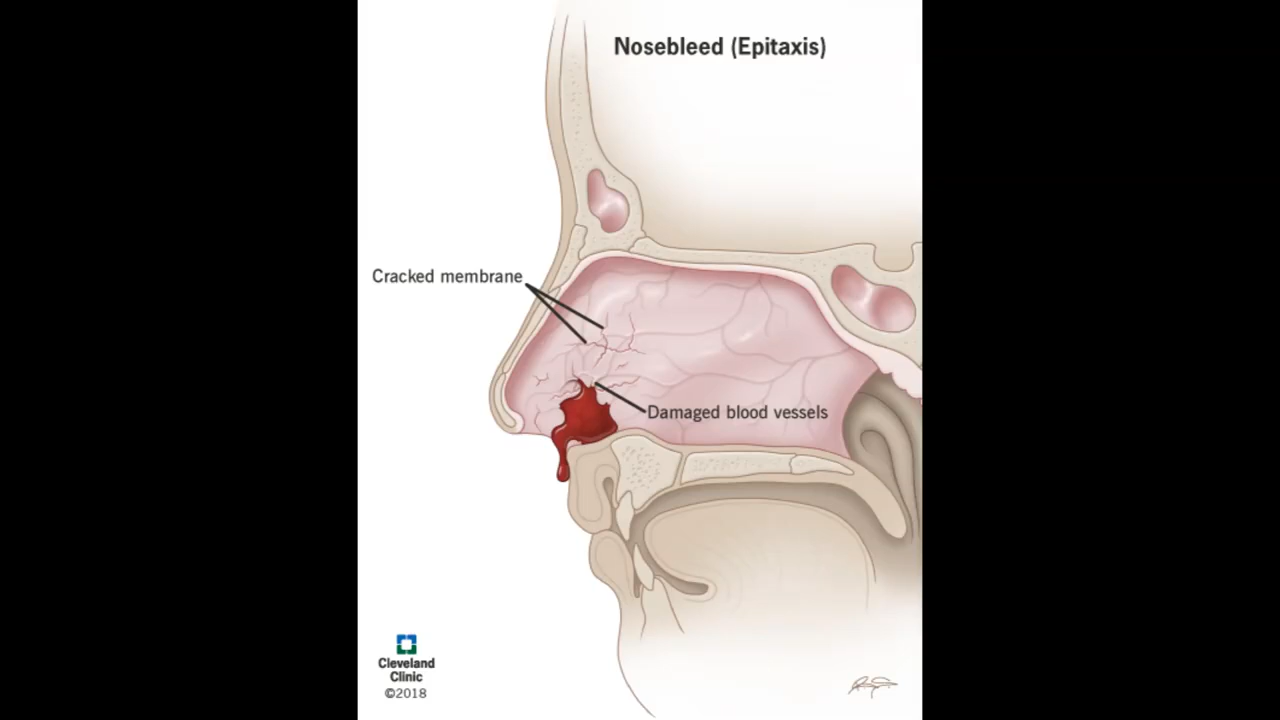 Nosebleed (Epitaxis)
Cracked membrane
Damaged blood vessels
Cleveland
Clinic
©2018